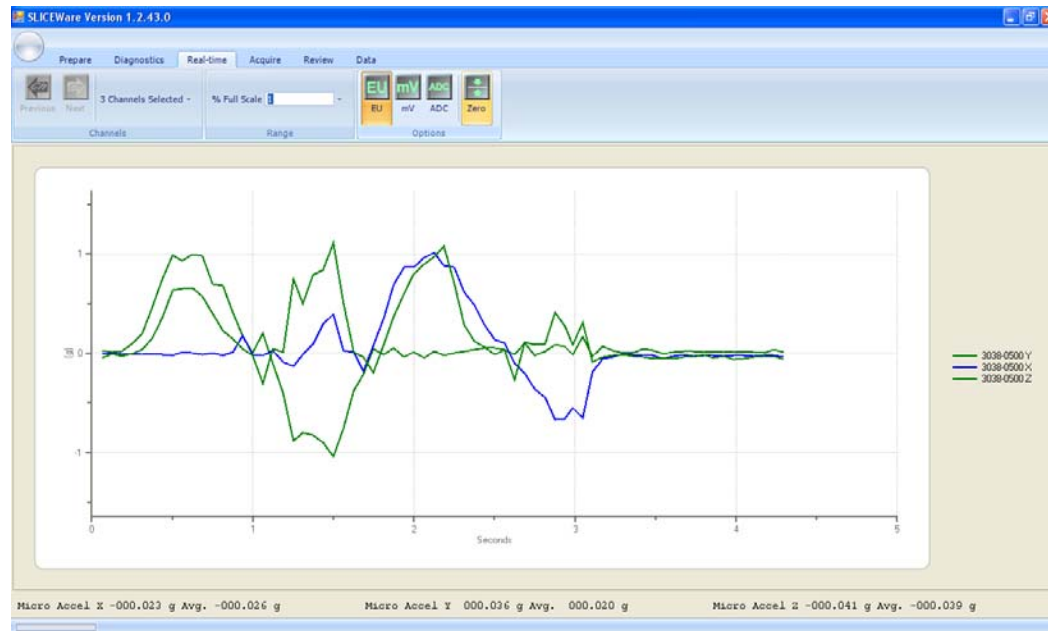 SLICEWare Version 1.2.43.0
Prepare Diagnostics Real-time Acquire Review Data
Previous Next 3 Channels Selected % Full Scale EU mV ADC Zero
EU mV ADC
Channels Range Options
1
0
-1
0 1 2 3 4 5
Seconds
3038-0500 Y
3038-0500 X
3038-0500 Z
Micro Accel X -000.023 g Avg. -000.026 g Micro Accel Y 000.036 g Avg. 000.020 g Micro Accel Z -000.041 g Avg -000.039 g